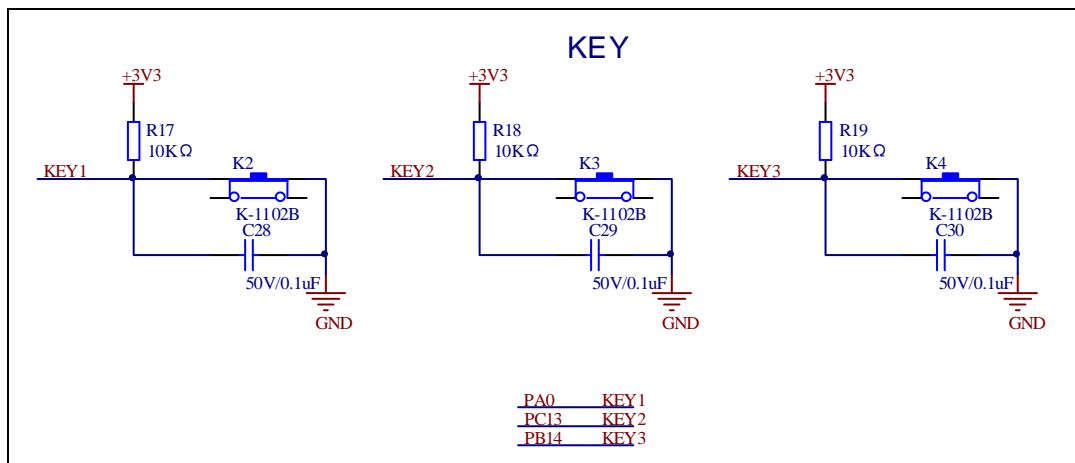 KEY
+3V3
R17
10KΩ
KEY1
K2
K-1102B
C28
50V/0.1uF
GND
+3V3
R18
10KΩ
KEY2
K3
K-1102B
C29
50V/0.1uF
GND
+3V3
R19
10KΩ
KEY3
K4
K-1102B
C30
50V/0.1uF
GND
PA0 KEY1
PC13 KEY2
PB14 KEY3